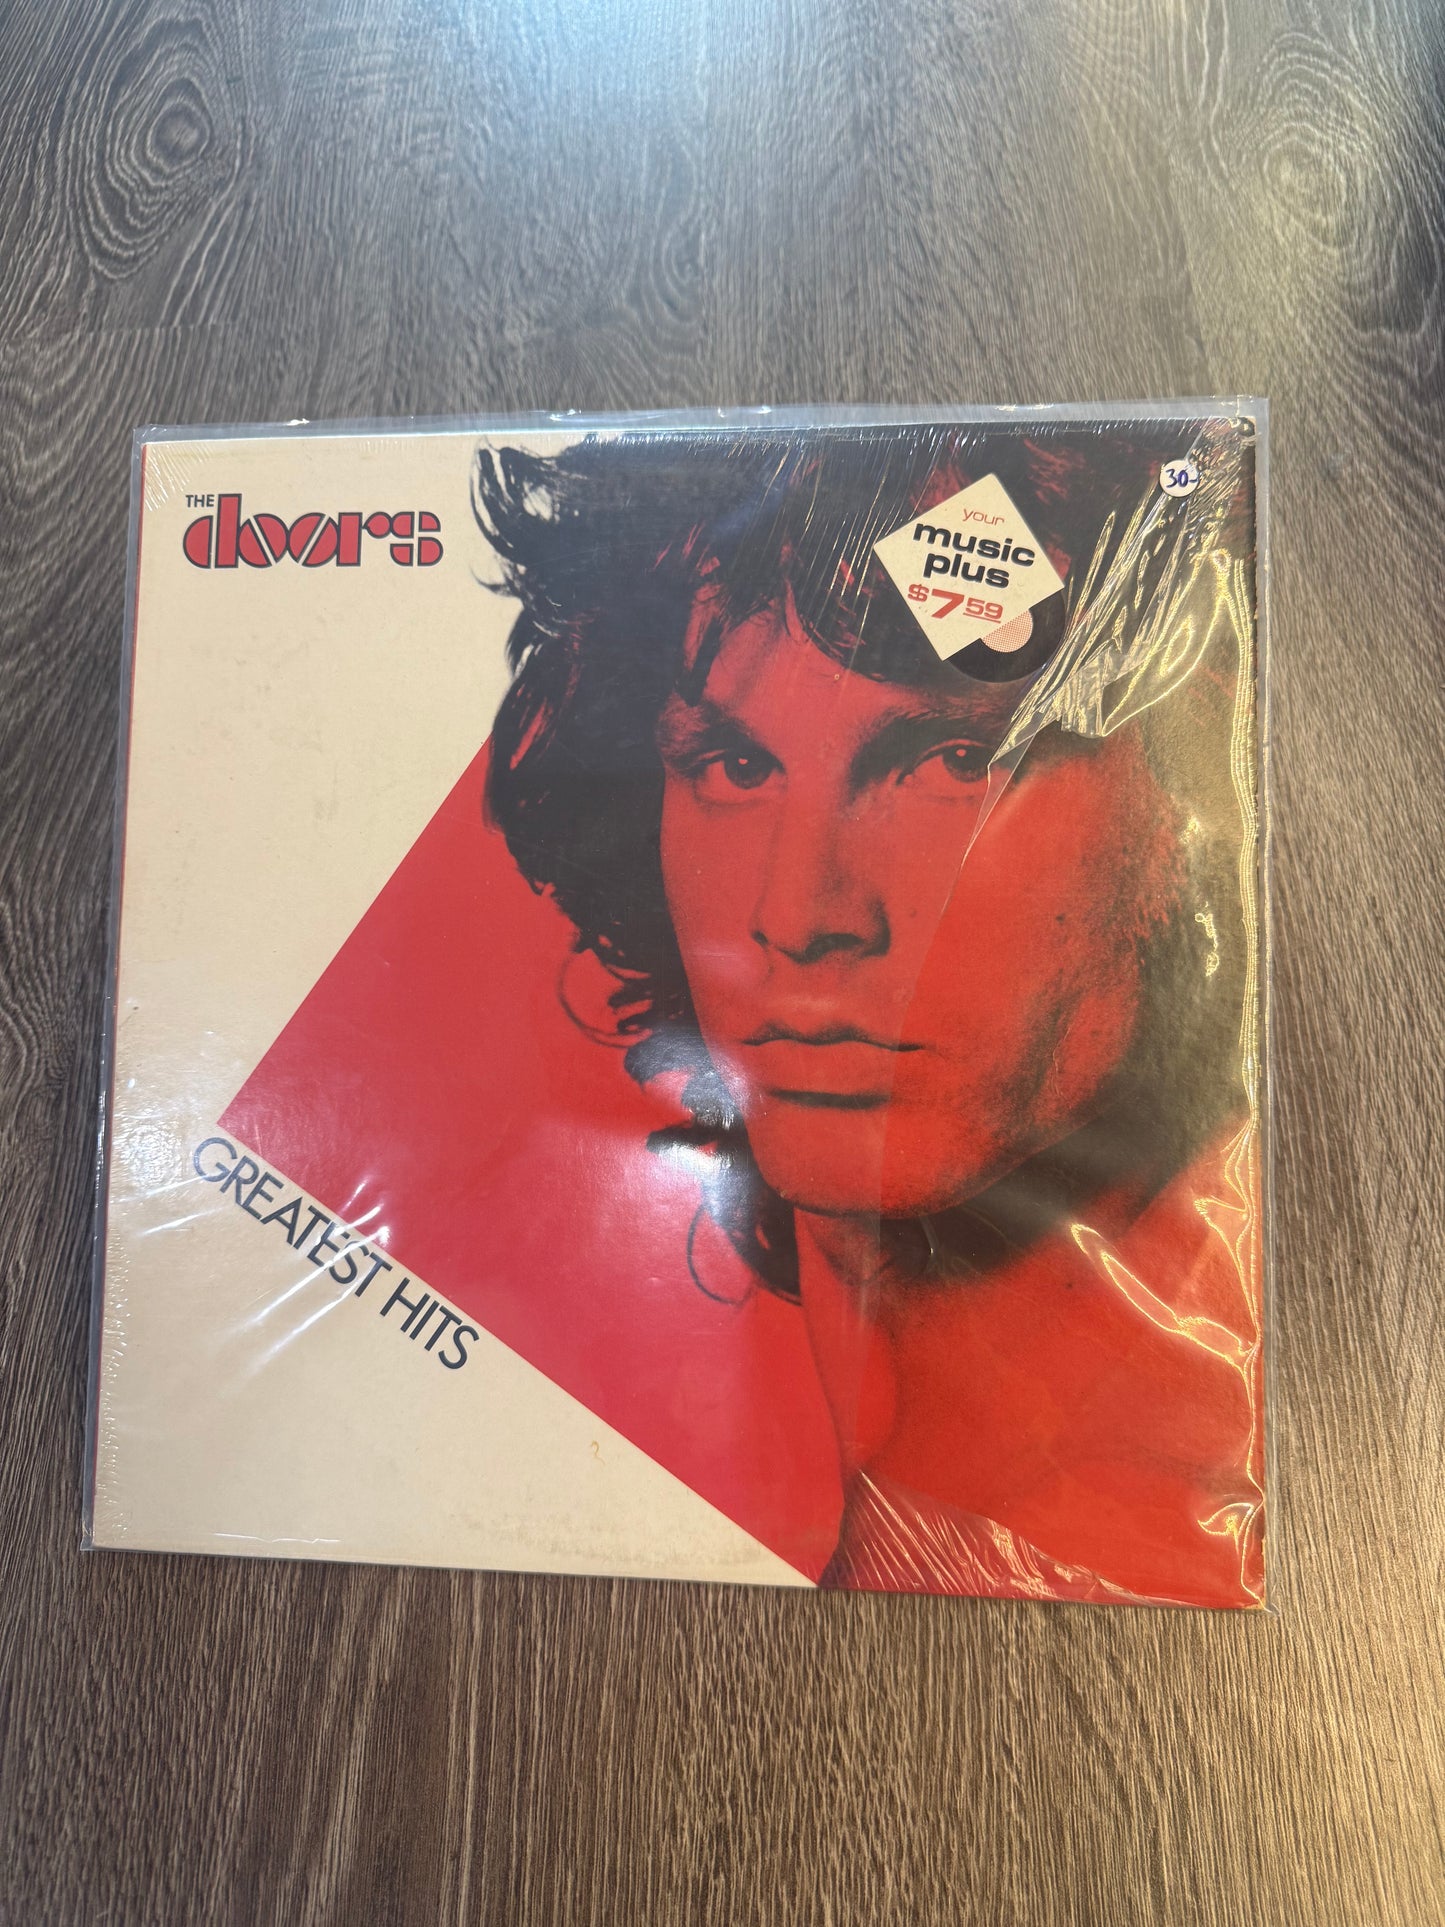 THE
doors
30-
your
music
plus
$7.59
GREATEST HITS